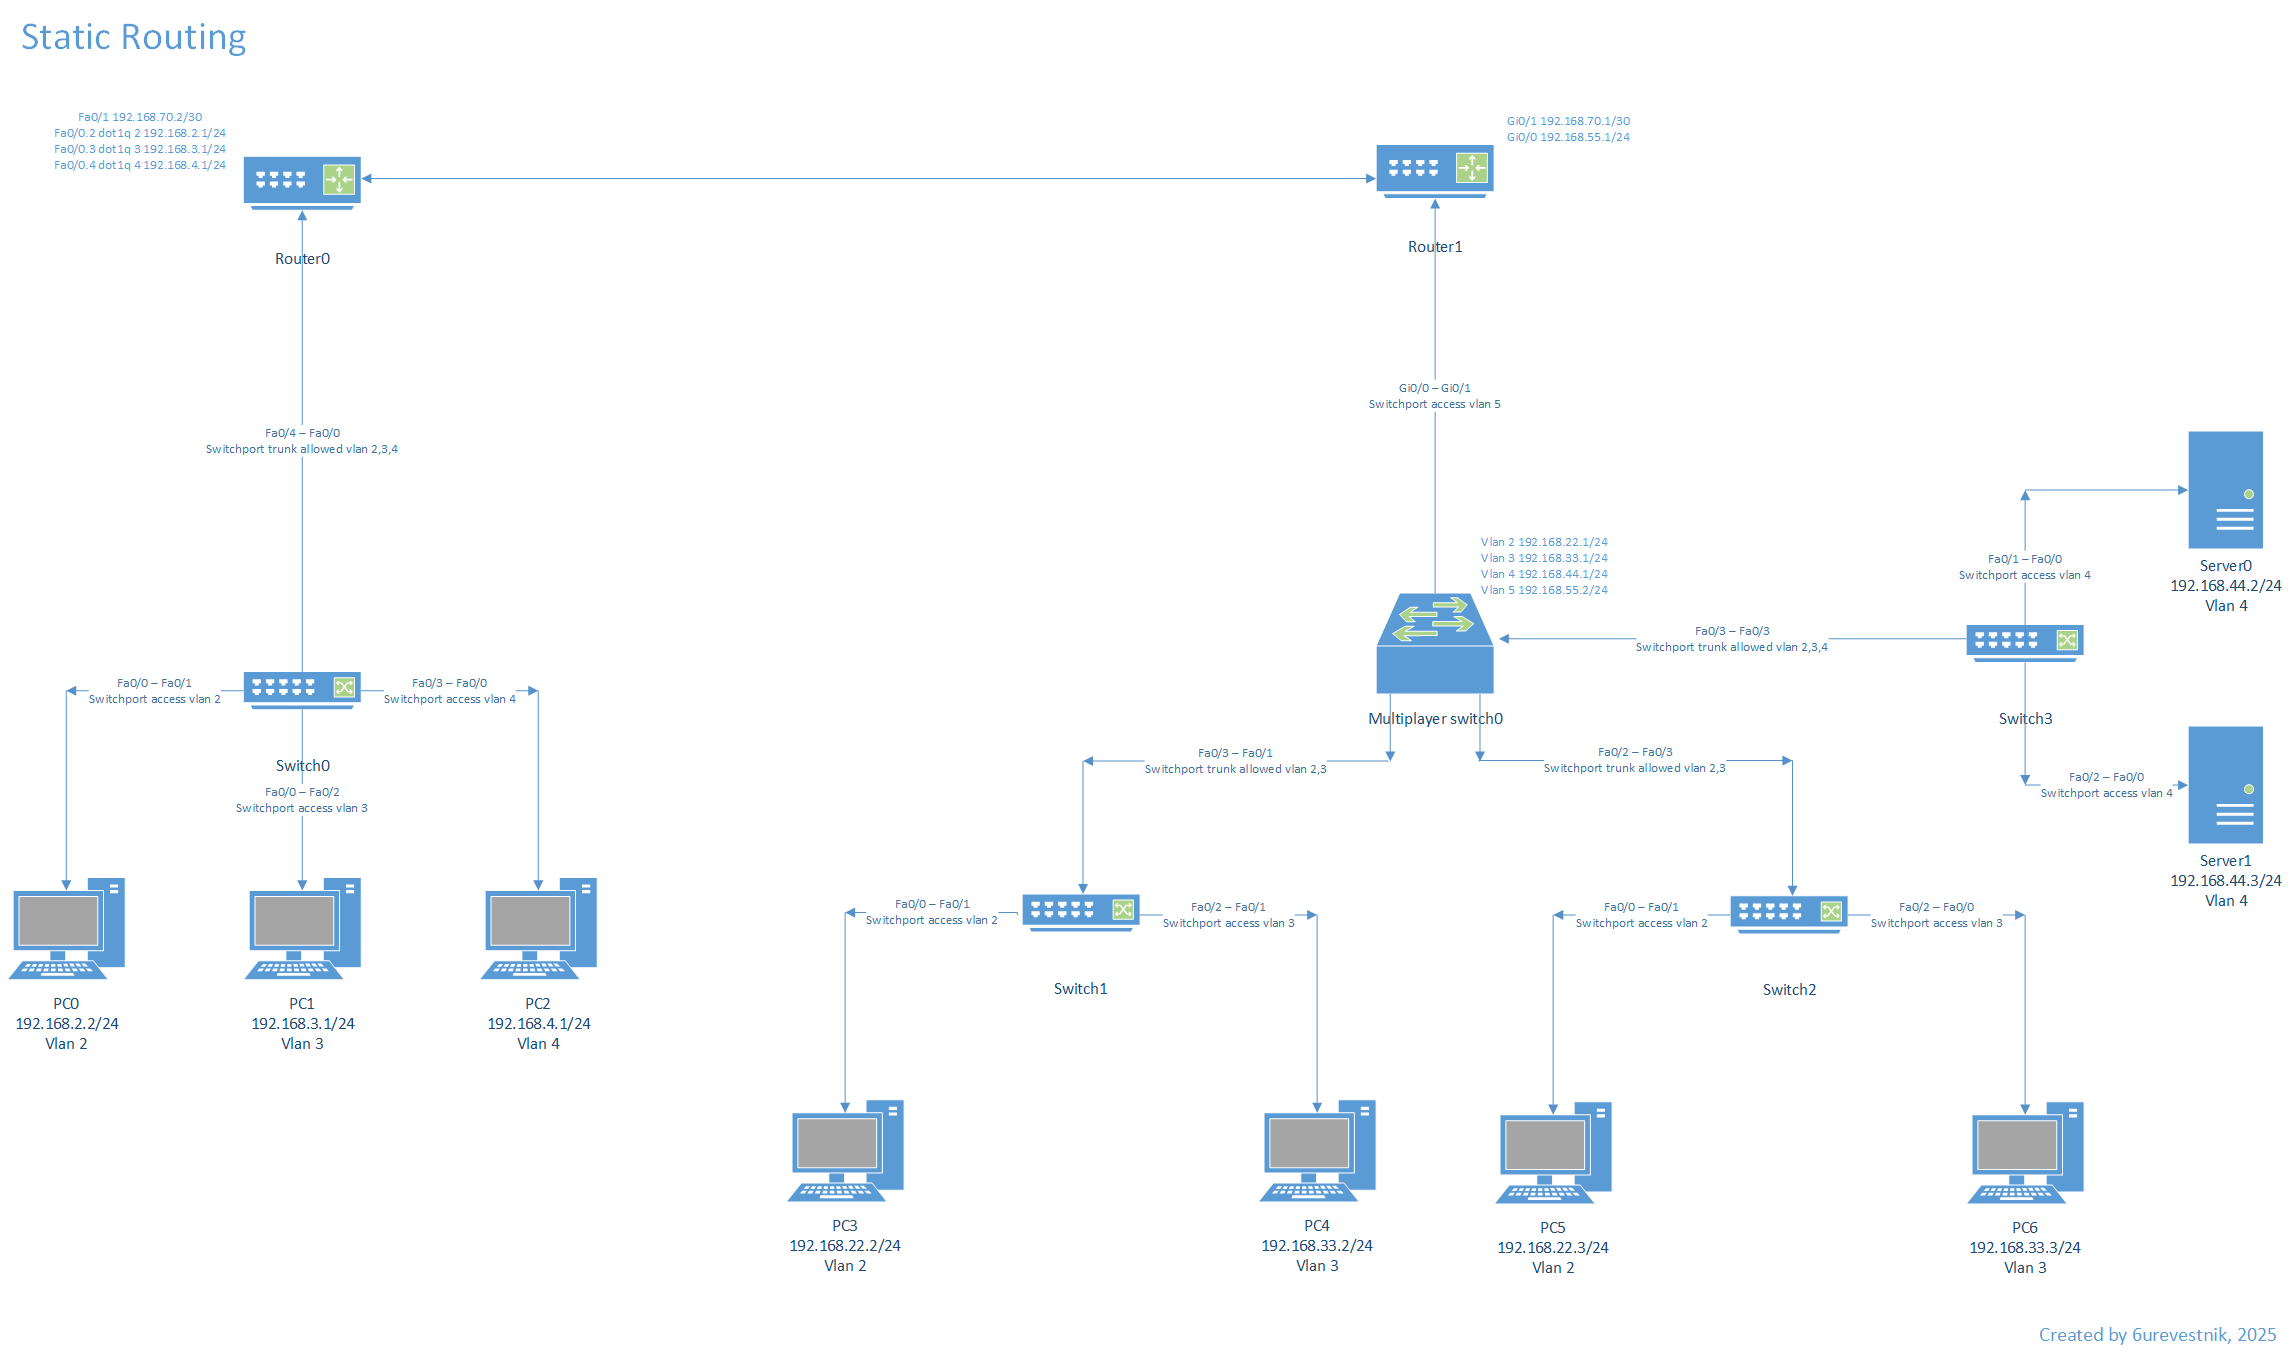 Static Routing
Fa0/1 192.168.70.2/30
Fa0/0.2 dot1q 2 192.168.2.1/24
Fa0/0.3 dot1q 3 192.168.3.1/24
Fa0/0.4 dot1q 4 192.168.4.1/24
Gi0/1 192.168.70.1/30
Gi0/0 192.168.55.1/24
Router0
Router1
Gi0/0 – Gi0/1
Switchport access vlan 5
Fa0/4 – Fa0/0
Switchport trunk allowed vlan 2,3,4
Vlan 2 192.168.22.1/24
Vlan 3 192.168.33.1/24
Vlan 4 192.168.44.1/24
Vlan 5 192.168.55.2/24
Fa0/1 – Fa0/0
Switchport access vlan 4
Server0
192.168.44.2/24
Vlan 4
Fa0/3 – Fa0/3
Switchport trunk allowed vlan 2,3,4
Fa0/0 – Fa0/1
Switchport access vlan 2
Fa0/3 – Fa0/0
Switchport access vlan 4
Multiplayer switch0
Switch3
Switch0
Fa0/3 – Fa0/1
Switchport trunk allowed vlan 2,3
Fa0/2 – Fa0/3
Switchport trunk allowed vlan 2,3
Fa0/2 – Fa0/0
Switchport access vlan 4
Fa0/0 – Fa0/2
Switchport access vlan 3
Server1
192.168.44.3/24
Vlan 4
Fa0/0 – Fa0/1
Switchport access vlan 2
Fa0/2 – Fa0/1
Switchport access vlan 3
Fa0/0 – Fa0/1
Switchport access vlan 2
Fa0/2 – Fa0/0
Switchport access vlan 3
Switch1
Switch2
PC0
192.168.2.2/24
Vlan 2
PC1
192.168.3.1/24
Vlan 3
PC2
192.168.4.1/24
Vlan 4
PC3
192.168.22.2/24
Vlan 2
PC4
192.168.33.2/24
Vlan 3
PC5
192.168.22.3/24
Vlan 2
PC6
192.168.33.3/24
Vlan 3
Created by 6urevestnik, 2025